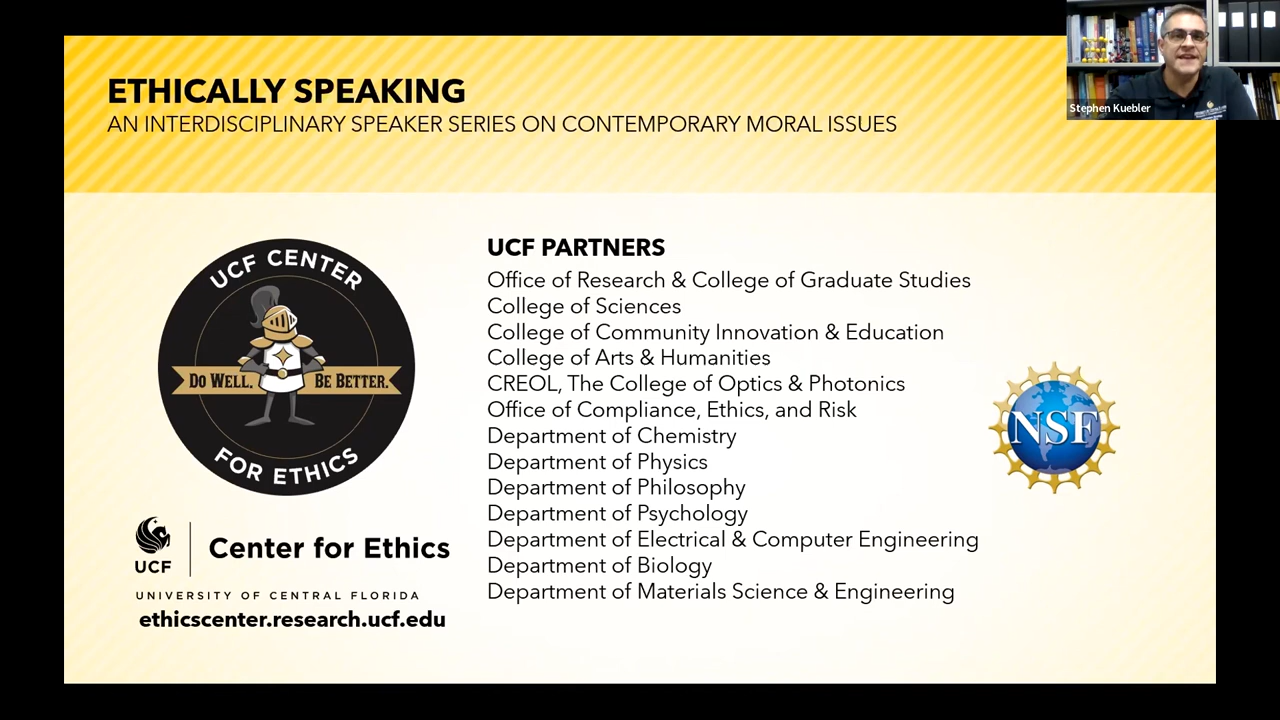 ETHICALLY SPEAKING
AN INTERDISCIPLINARY SPEAKER SERIES ON CONTEMPORARY MORAL ISSUES
Stephen Kuebler
UCF CENTER
DO WELL. BE BETTER.
FOR ETHICS
UCF
Center for Ethics
UNIVERSITY OF CENTRAL FLORIDA
ethicscenter.research.ucf.edu
UCF PARTNERS
Office of Research & College of Graduate Studies
College of Sciences
College of Community Innovation & Education
College of Arts & Humanities
CREOL, The College of Optics & Photonics
Office of Compliance, Ethics, and Risk
Department of Chemistry
Department of Physics
Department of Philosophy
Department of Psychology
Department of Electrical & Computer Engineering
Department of Biology
Department of Materials Science & Engineering
NSF